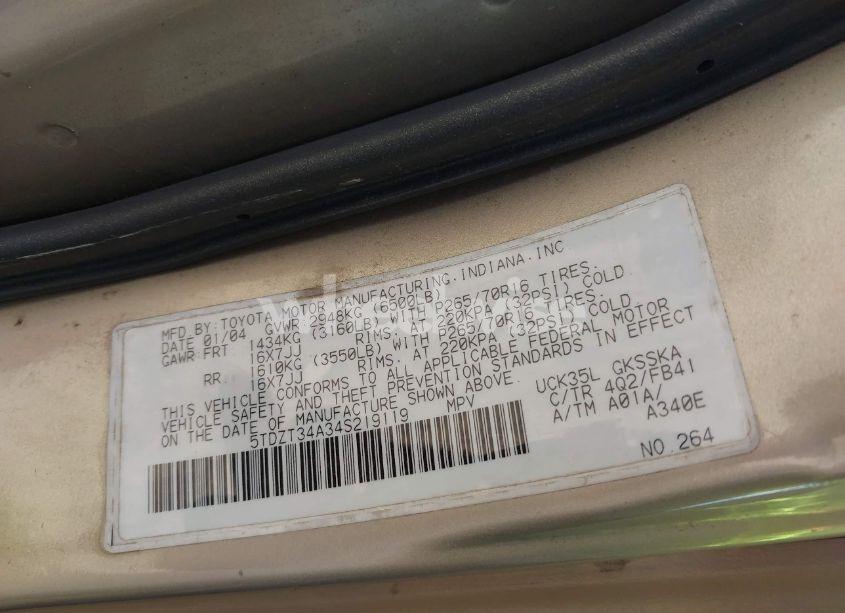 MFD.BY:TOYOTA MOTOR MANUFACTURING.INDIANA.INC
DATE 01/04 GVWR 2948KG (6500LB)
GAWR:FRT 1434KG (3160LB) WITH P265/70R16 TIRES.
16X7JJ RIMS. AT 220KPA (32PSI) COLD.
RR. 1610KG (3550LB) WITH P265/70R16 TIRES.
16X7JJ RIMS. AT 220KPA (32PSI) COLD.
THIS VEHICLE CONFORMS TO ALL APPLICABLE FEDERAL MOTOR
VEHICLE SAFETY AND THEFT PREVENTION STANDARDS IN EFFECT
ON THE DATE OF MANUFACTURE SHOWN ABOVE.
5TDZT34A34S219119 MPV
UCK35L GKSSKA
C/TR 4Q2/FB41
A/TM A01A/
A340E
NO.264